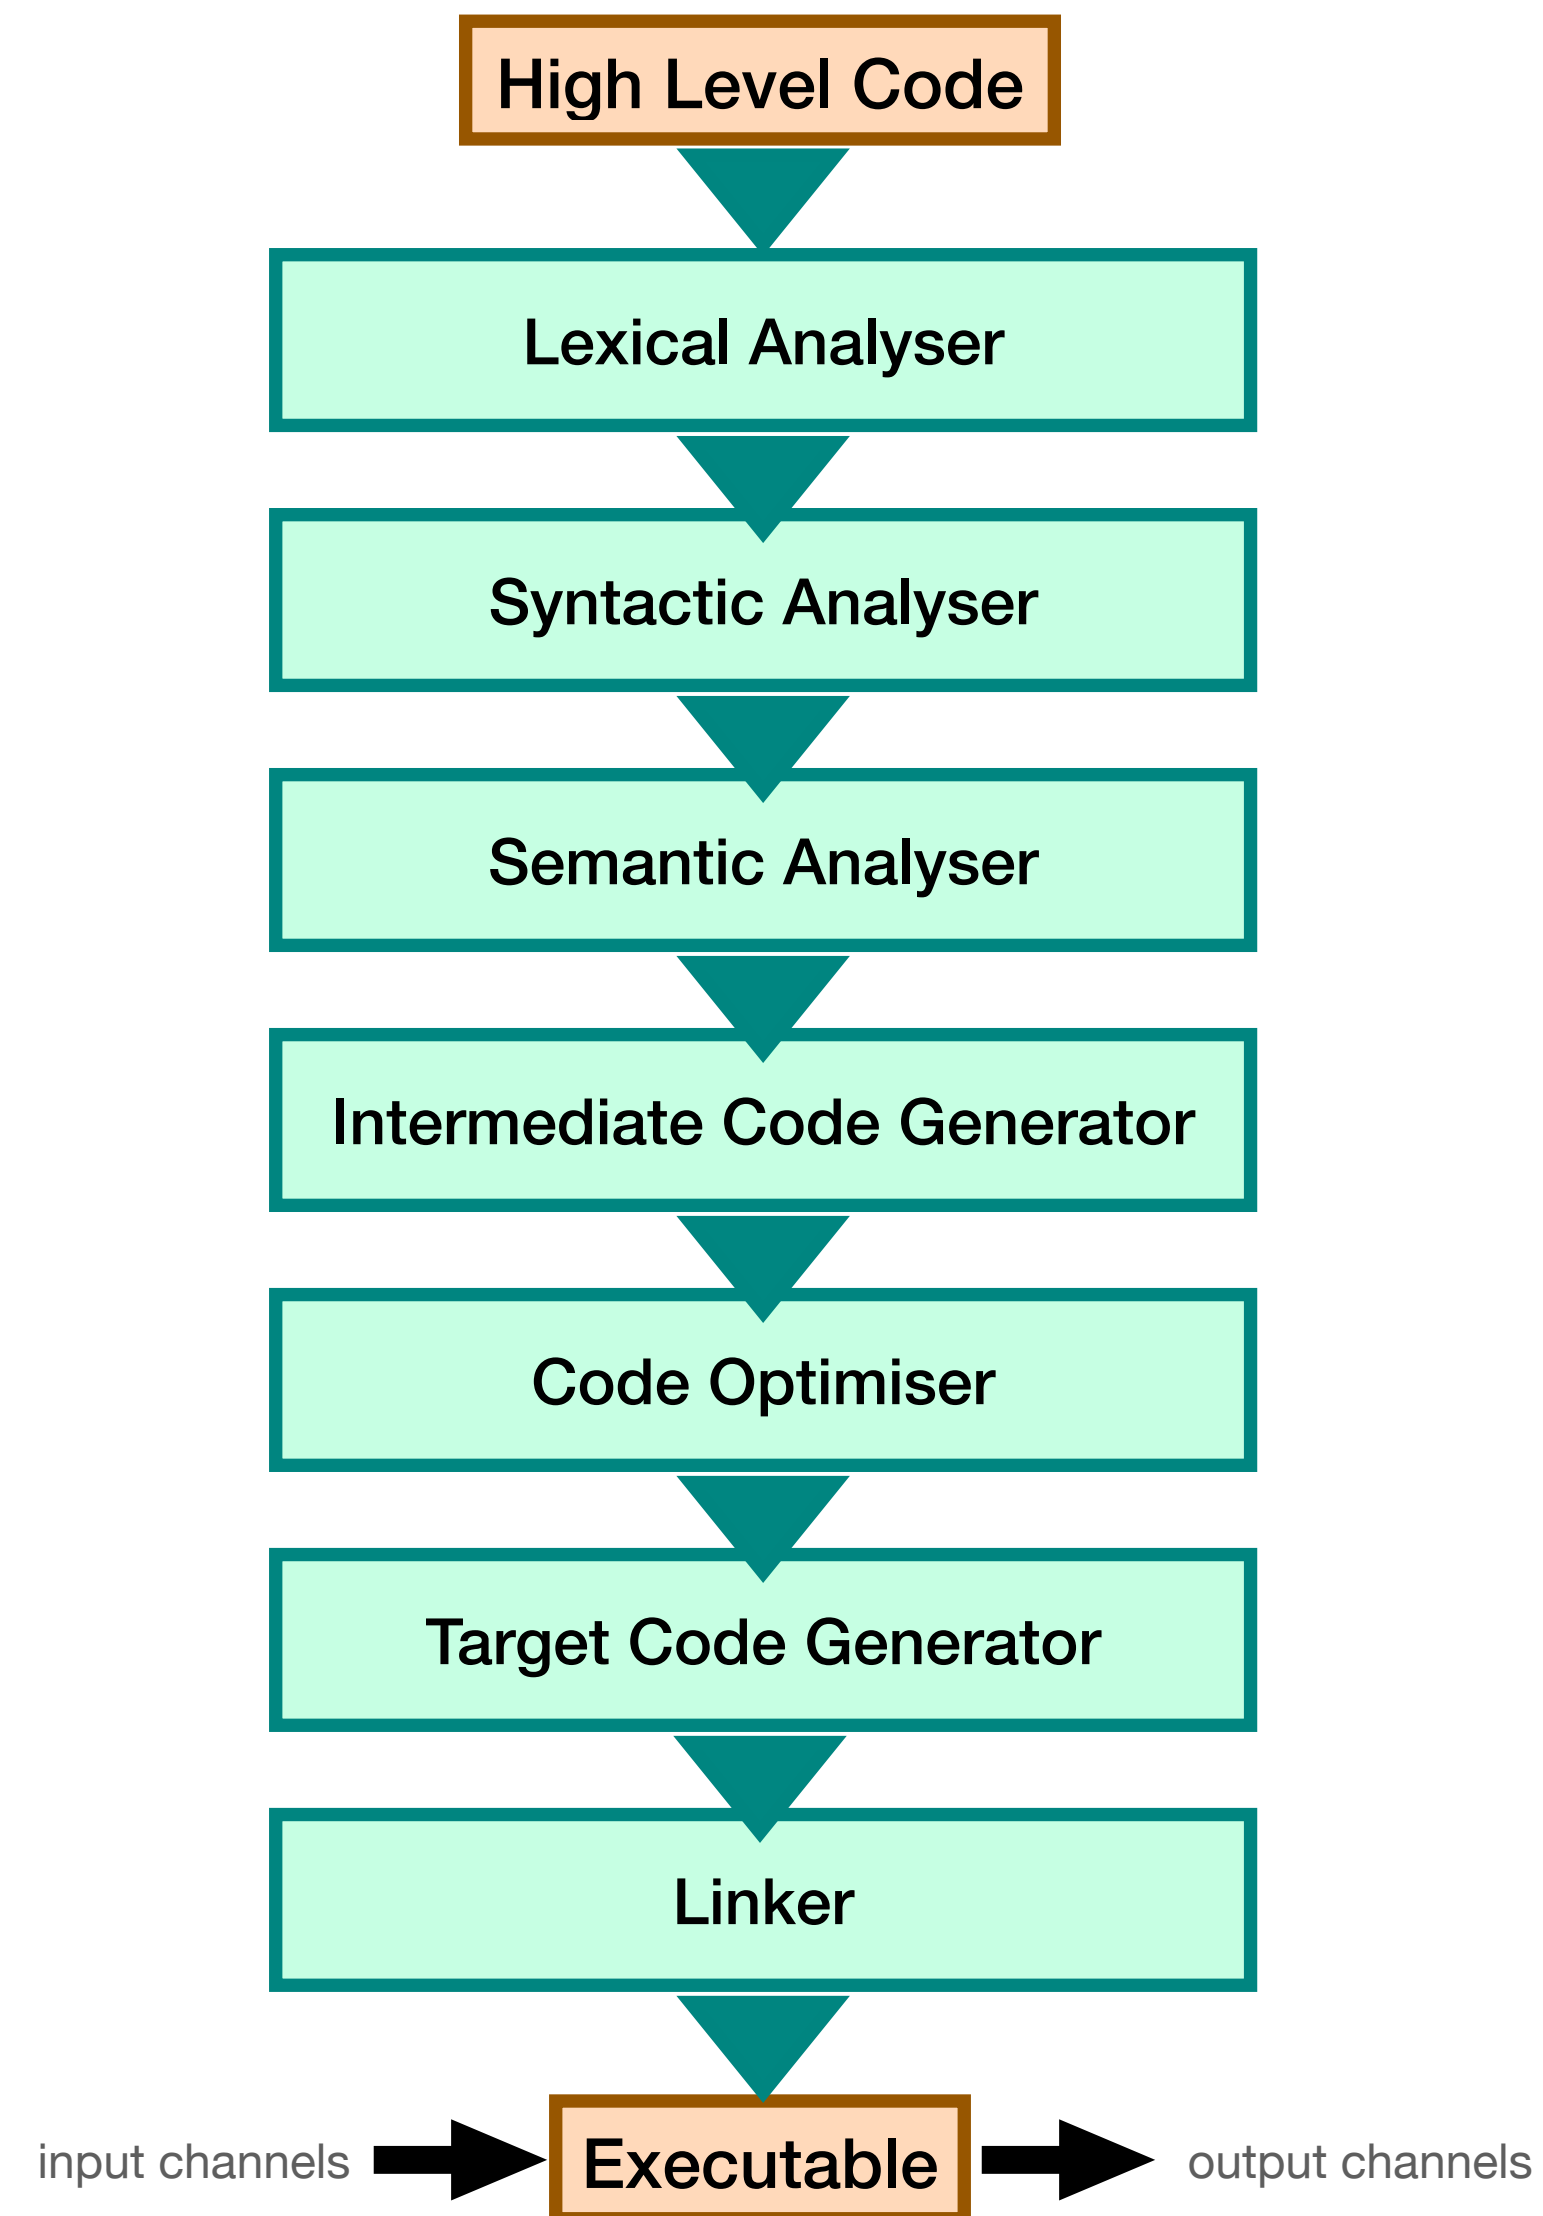 High Level Code
Lexical Analyser
Syntactic Analyser
Semantic Analyser
Intermediate Code Generator
Code Optimiser
Target Code Generator
Linker
input channels
Executable
output channels